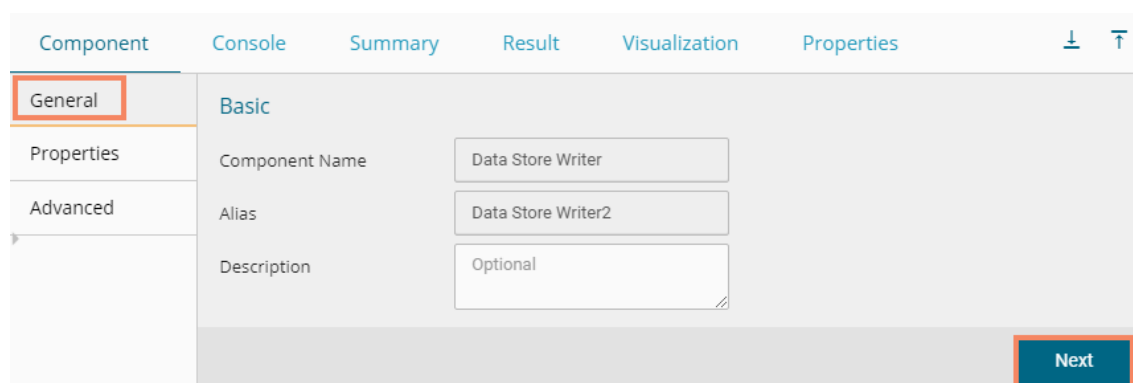 Component Console Summary Result Visualization Properties
General
Basic
Properties
Component Name Data Store Writer
Advanced
Alias Data Store Writer2
Description Optional
Next